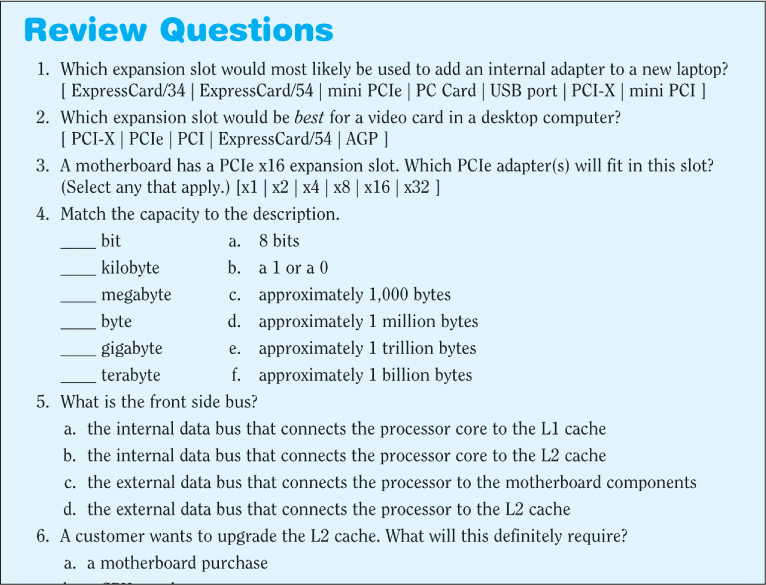 Review Questions
1. Which expansion slot would most likely be used to add an internal adapter to a new laptop?
[ ExpressCard/34 | ExpressCard/54 | mini PCIe | PC Card | USB port | PCI-X | mini PCI ]
2. Which expansion slot would be best for a video card in a desktop computer?
[ PCI-X | PCIe | PCI | ExpressCard/54 | AGP ]
3. A motherboard has a PCIe x16 expansion slot. Which PCIe adapter(s) will fit in this slot?
(Select any that apply.) [x1 | x2 | x4 | x8 | x16 | x32 ]
4. Match the capacity to the description.
____ bit a. 8 bits
____ kilobyte b. a 1 or a 0
____ megabyte c. approximately 1,000 bytes
____ byte d. approximately 1 million bytes
____ gigabyte e. approximately 1 trillion bytes
____ terabyte f. approximately 1 billion bytes
5. What is the front side bus?
a. the internal data bus that connects the processor core to the L1 cache
b. the internal data bus that connects the processor core to the L2 cache
c. the external data bus that connects the processor to the motherboard components
d. the external data bus that connects the processor to the L2 cache
6. A customer wants to upgrade the L2 cache. What will this definitely require?
a. a motherboard purchase